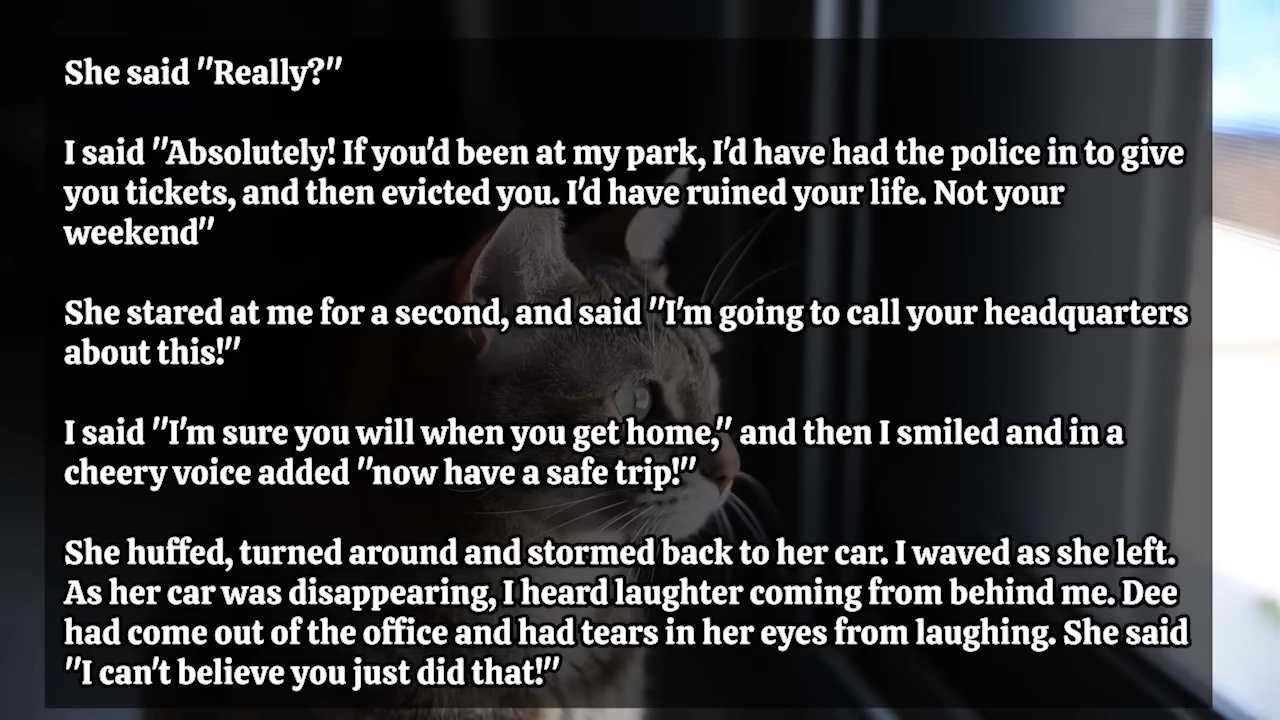 She said "Really?"
I said "Absolutely! If you'd been at my park, I'd have had the police in to give
you tickets, and then evicted you. I'd have ruined your life. Not your
weekend"
She stared at me for a second, and said "I'm going to call your headquarters
about this!"
I said "I'm sure you will when you get home," and then I smiled and in a
cheery voice added "now have a safe trip!"
She huffed, turned around and stormed back to her car. I waved as she left.
As her car was disappearing, I heard laughter coming from behind me. Dee
had come out of the office and had tears in her eyes from laughing. She said
"I can't believe you just did that!"